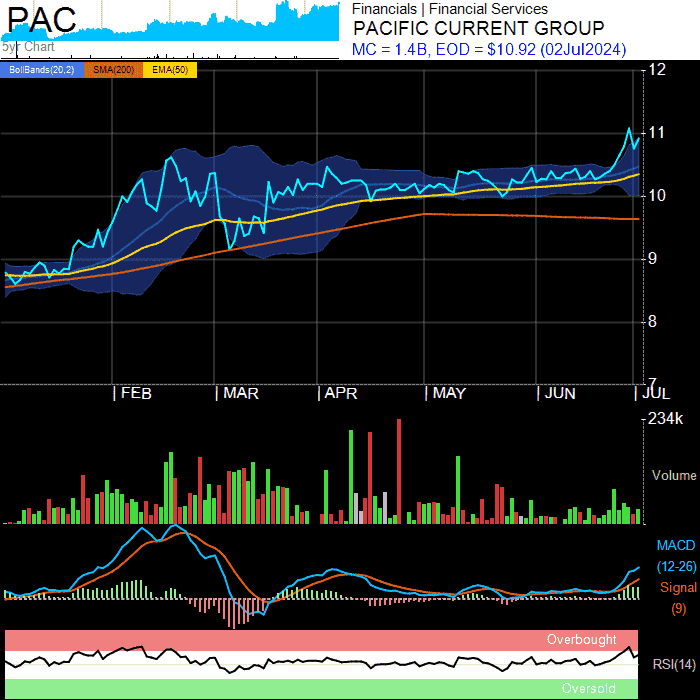 PAC
5yr Chart
Financials | Financial Services
PACIFIC CURRENT GROUP
MC = 1.4B, EOD = $10.92 (02Jul2024)
BollBands(20,2) SMA(200) EMA(50)
12
11
10
9
8
7
FEB MAR APR MAY JUN JUL
234k
Volume
MACD
(12-26)
Signal
(9)
Overbought
RSI(14)
Oversold